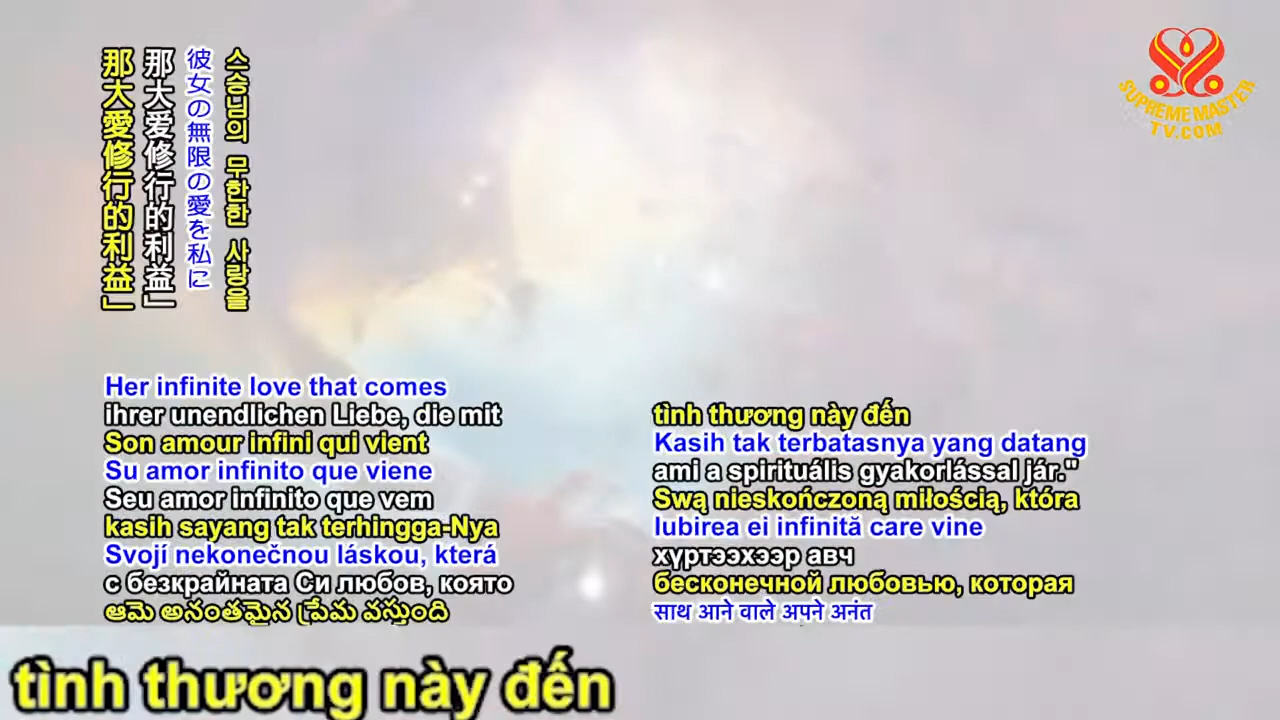 那大愛修行的利益」
那大爱修行的利益」
彼女の無限の愛を私に
스승님의 무한한 사랑을
SUPREME MASTER
TV.COM
Her infinite love that comes
ihrer unendlichen Liebe, die mit
Son amour infini qui vient
Su amor infinito que viene
Seu amor infinito que vem
kasih sayang tak terhingga-Nya
Svojí nekonečnou láskou, která
с безкрайната Си любов, която
ఆమె అనంతమైన ప్రేమ వస్తుంది
tình thương này đến
Kasih tak terbatasnya yang datang
ami a spirituális gyakorlással jár."
Swą nieskończoną miłością, która
Iubirea ei infinită care vine
хүртээхээр авч
бесконечной любовью, которая
साथ आने वाले अपने अनंत
tình thương này đến